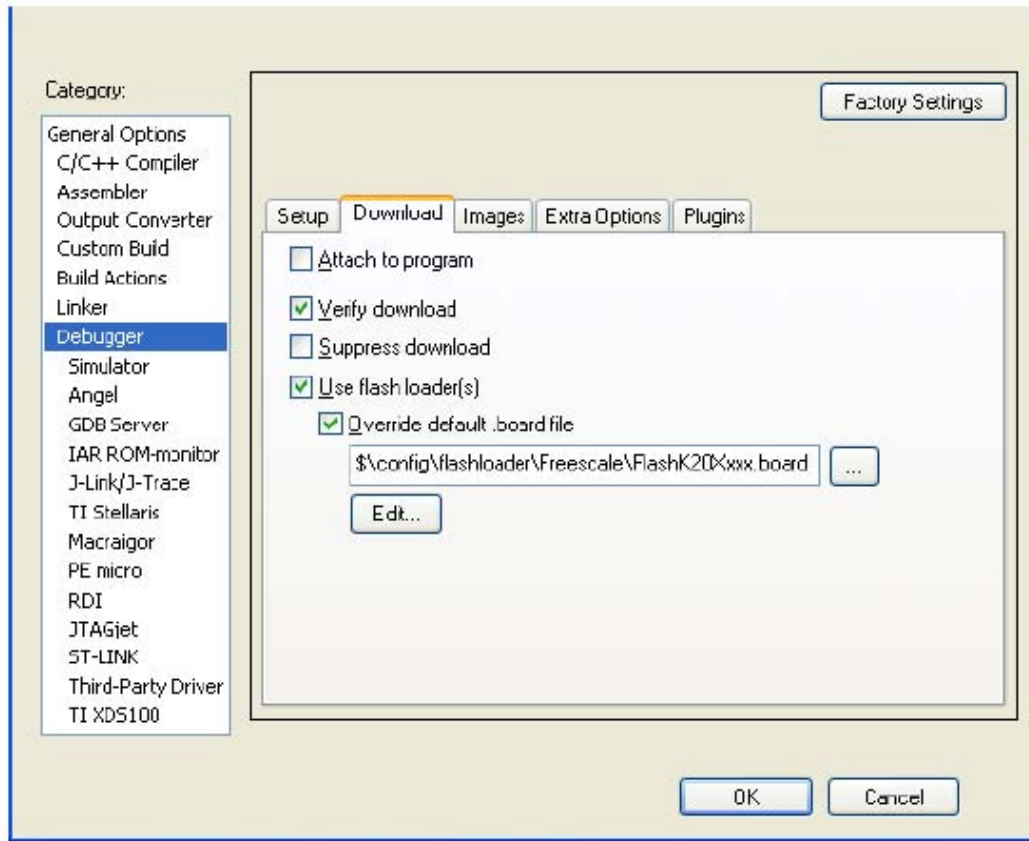 Category:
General Options
C/C++ Compiler
Assembler
Output Converter
Custom Build
Build Actions
Linker
Debugger
Simulator
Angel
GDB Server
IAR ROM-monitor
J-Link/J-Trace
TI Stellaris
Macraigor
PE micro
RDI
JTAGjet
ST-LINK
Third-Party Driver
TI XDS100
Factory Settings
Setup Download Images Extra Options Plugins
Attach to program
Verify download
Suppress download
Use flash loader(s)
Override default .board file
$\config\flashloader\Freescale\FlashK20Xxxx.board ...
Edit...
OK Cancel